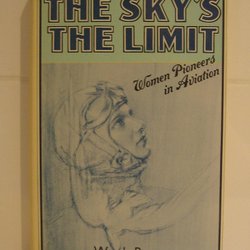 THE SKY'S
THE LIMIT
Women Pioneers
in Aviation